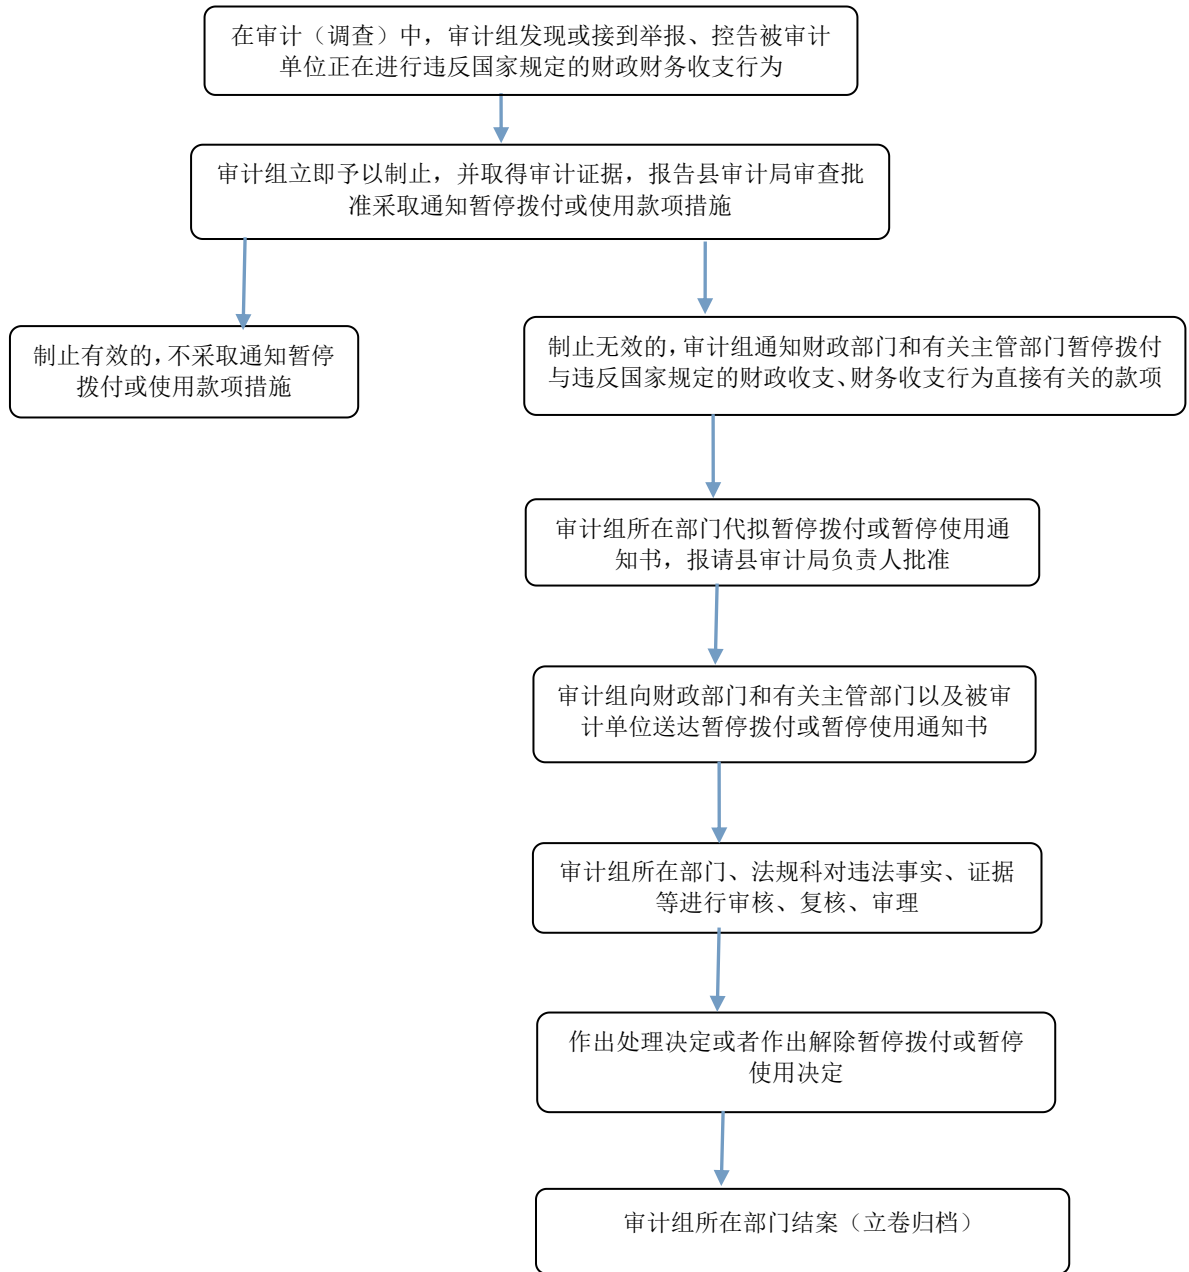 在审计（调查）中，审计组发现或接到举报、控告被审计
单位正在进行违反国家规定的财政财务收支行为
审计组立即予以制止，并取得审计证据，报告县审计局审查批
准采取通知暂停拨付或使用款项措施
制止有效的，不采取通知暂停
拨付或使用款项措施
制止无效的，审计组通知财政部门和有关主管部门暂停拨付
与违反国家规定的财政收支、财务收支行为直接有关的款项
审计组所在部门代拟暂停拨付或暂停使用通
知书，报请县审计局负责人批准
审计组向财政部门和有关主管部门以及被审
计单位送达暂停拨付或暂停使用通知书
审计组所在部门、法规科对违法事实、证据
等进行审核、复核、审理
作出处理决定或者作出解除暂停拨付或暂停
使用决定
审计组所在部门结案（立卷归档）